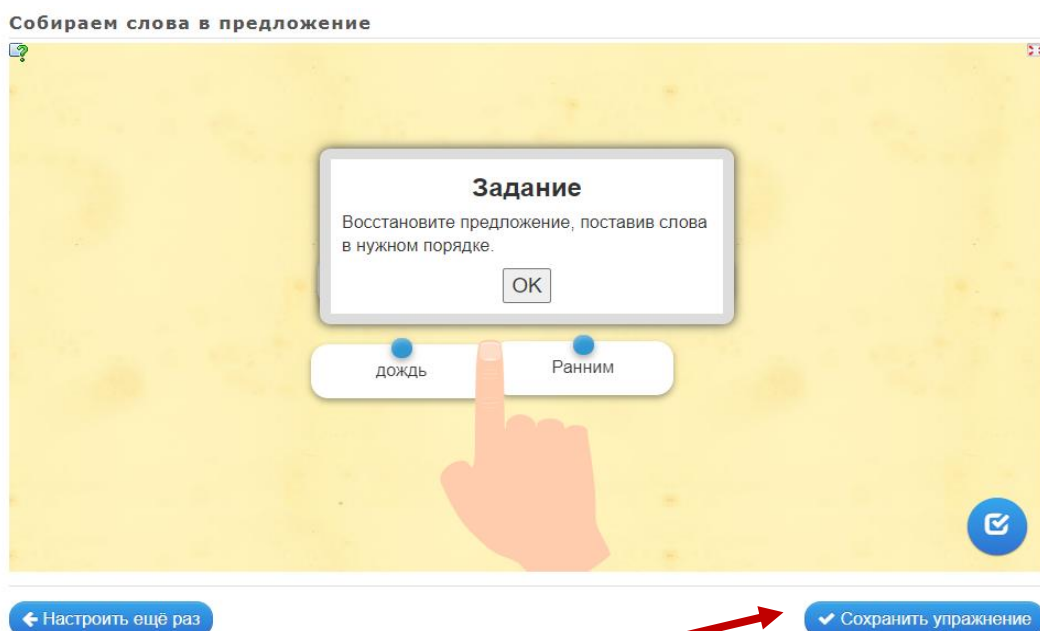 Собираем слова в предложение
Задание
Восстановите предложение, поставив слова
в нужном порядке.
OK
дождь
Ранним
Настроить ещё раз
Сохранить упражнение